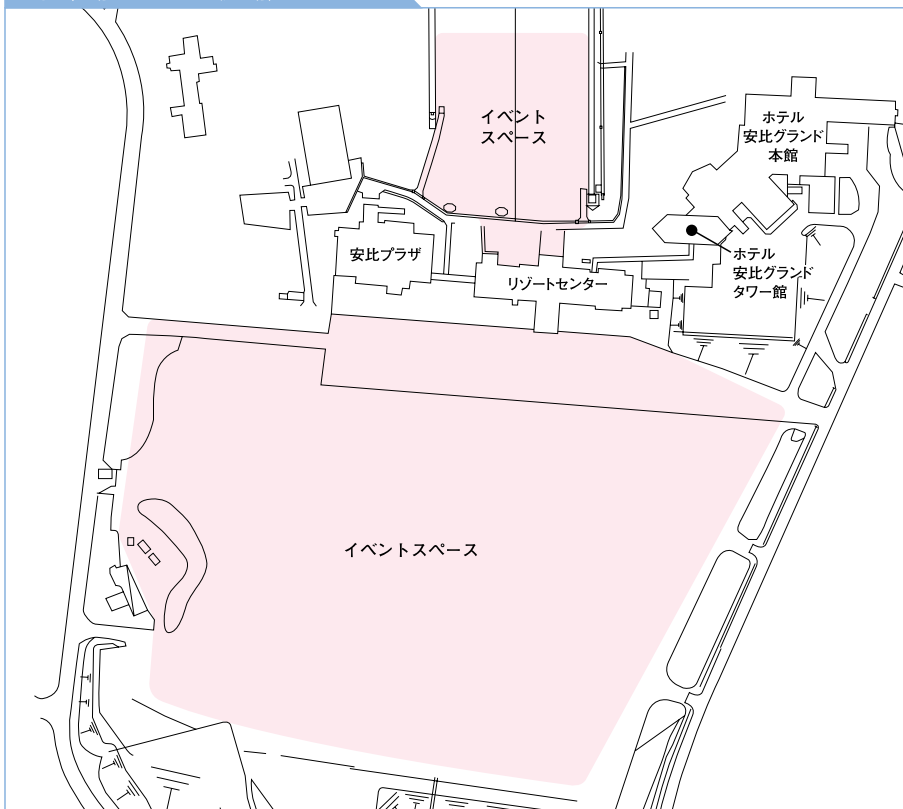 イベント
スペース
ホテル
安比グランド
本館
安比プラザ
リゾートセンター
ホテル
安比グランド
タワー館
イベントスペース